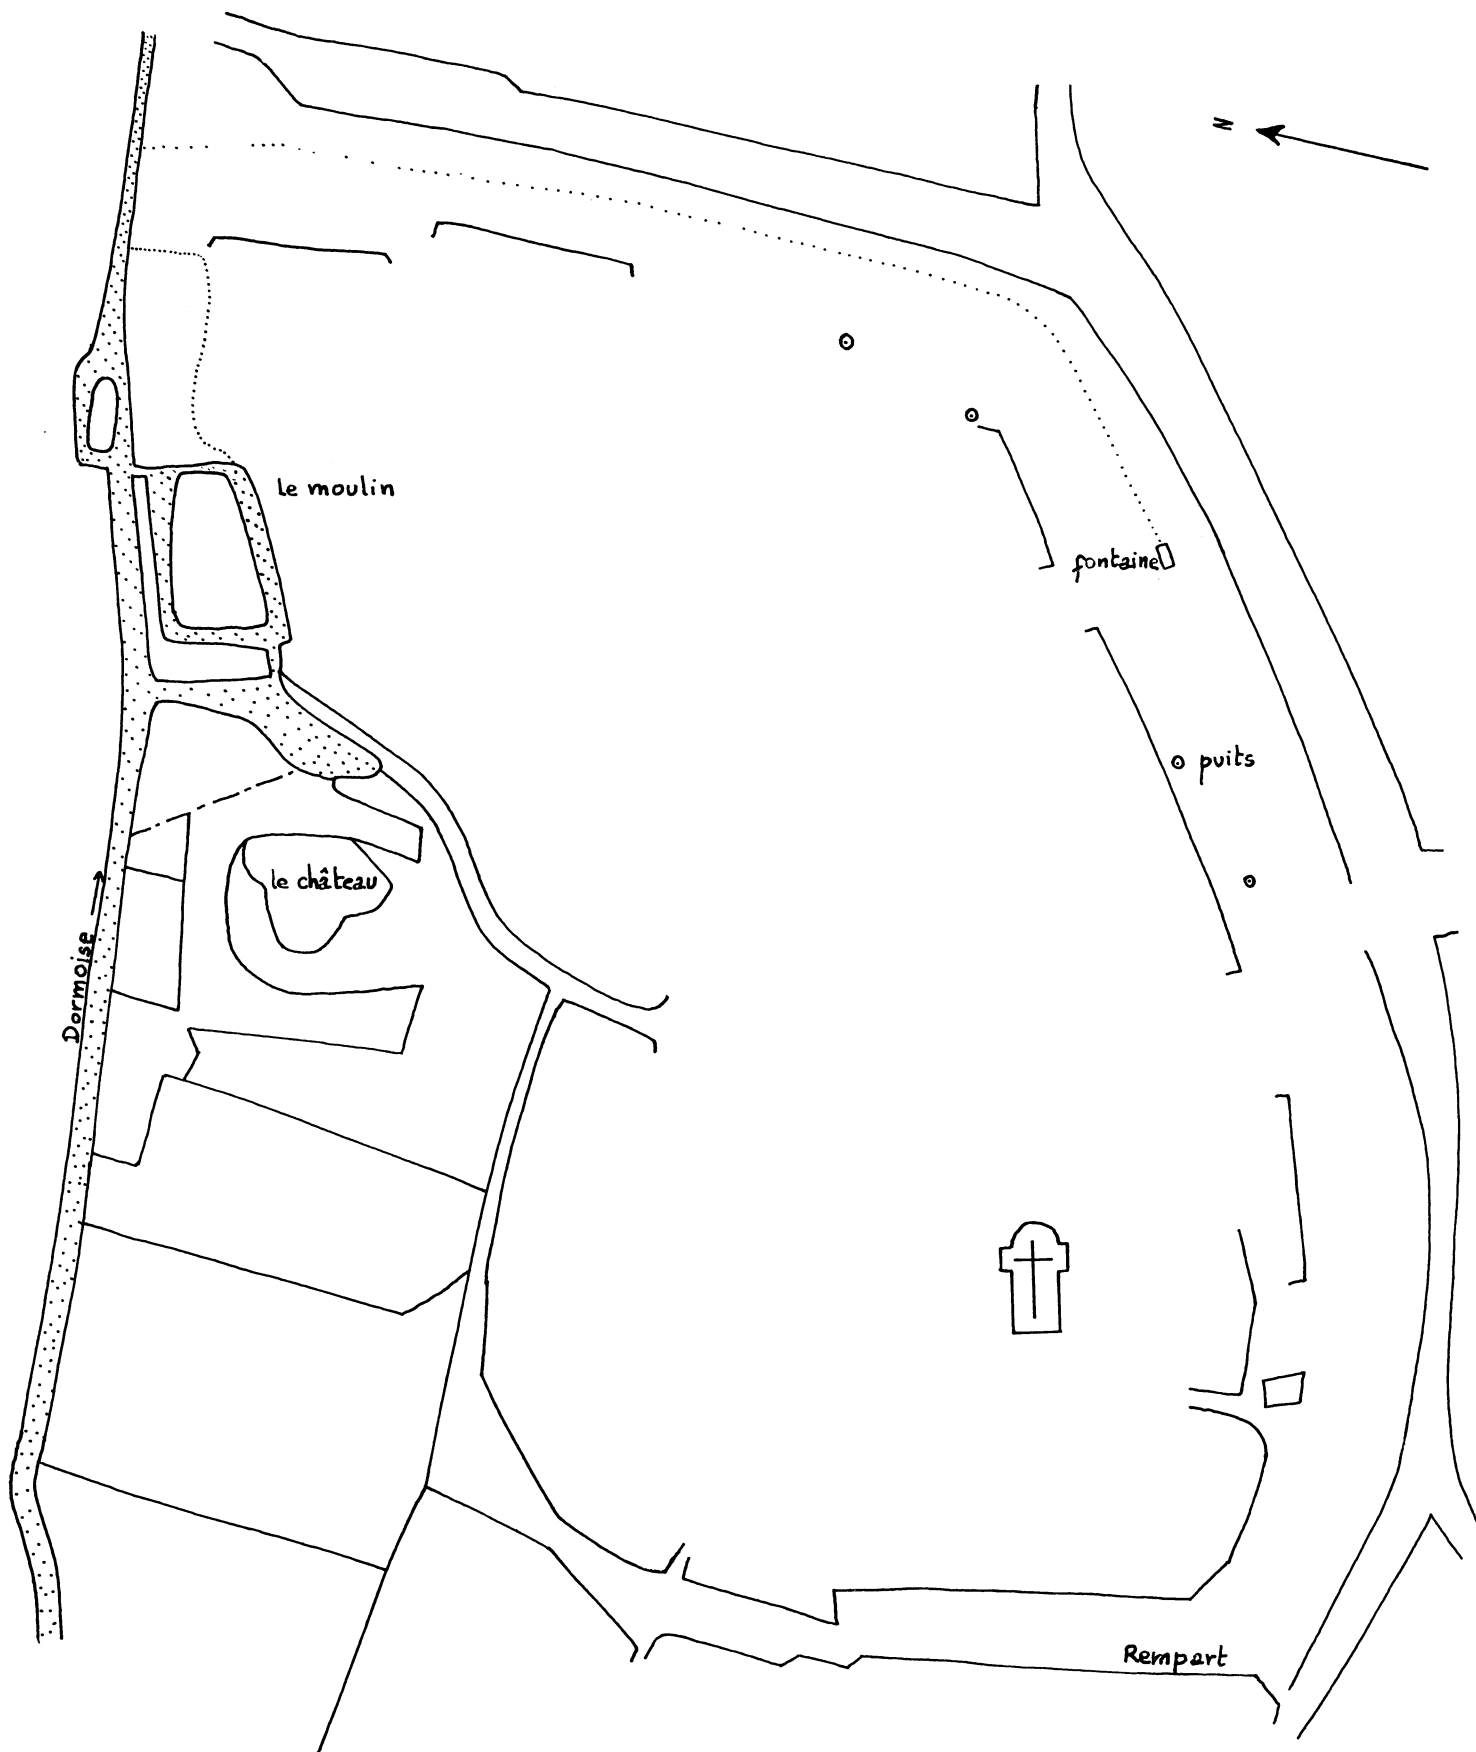 N
le moulin
fontaine
puits
le château
Dormoise
Rempart